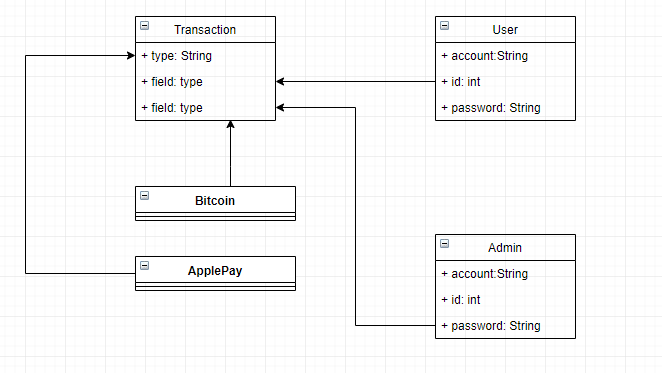 Transaction
+ type: String
+ field: type
+ field: type
User
+ account:String
+ id: int
+ password: String
Bitcoin
ApplePay
Admin
+ account:String
+ id: int
+ password: String